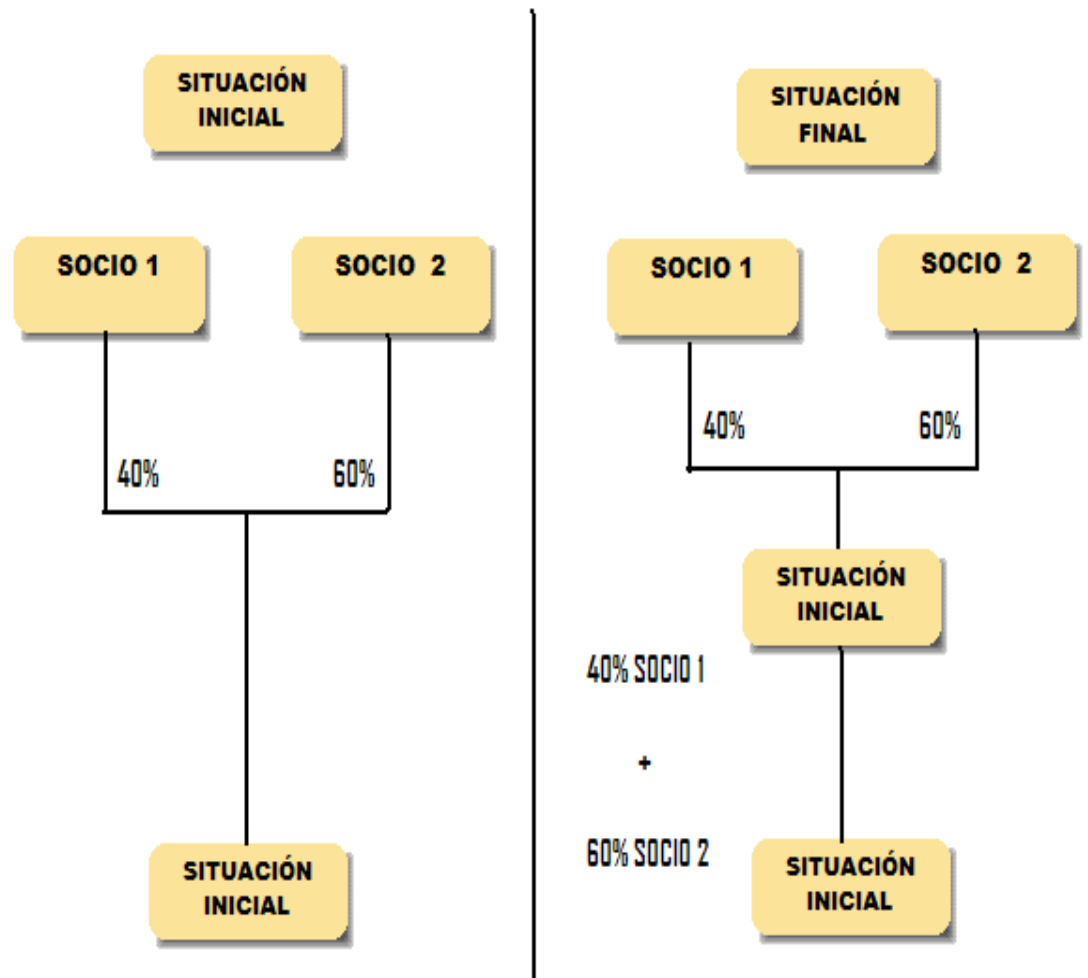 SITUACIÓN
INICIAL
SOCIO 1
SOCIO 2
40%
60%
SITUACIÓN
INICIAL
SITUACIÓN
FINAL
SOCIO 1
SOCIO 2
40%
60%
SITUACIÓN
INICIAL
40% SOCIO 1
+
60% SOCIO 2
SITUACIÓN
INICIAL